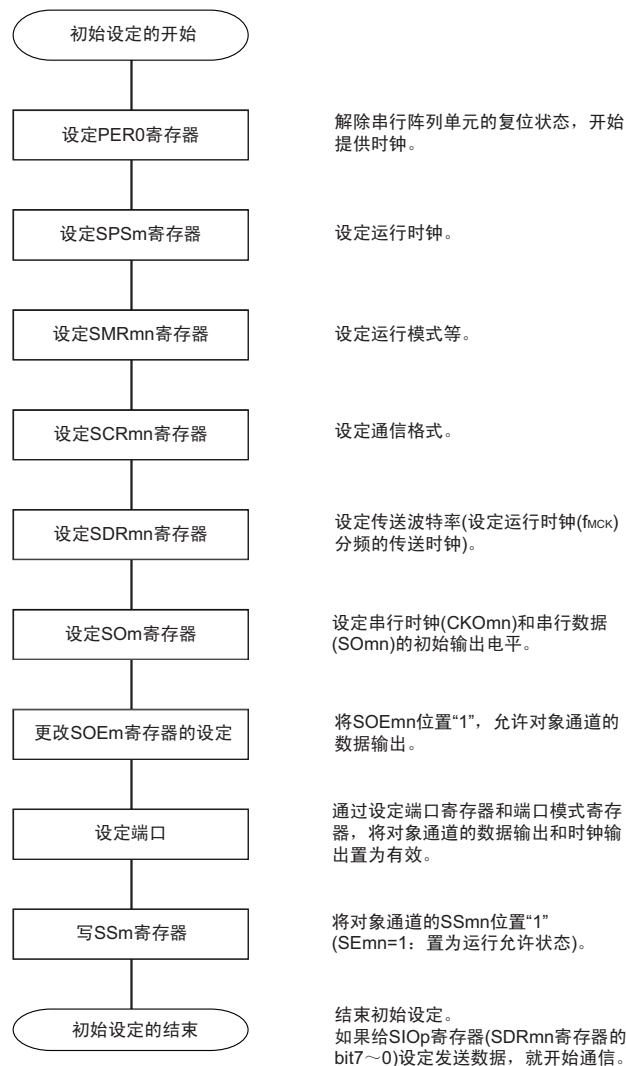 初始设定的开始
设定PER0寄存器
解除串行阵列单元的复位状态，开始
提供时钟。
设定SPSm寄存器
设定运行时钟。
设定SMRmn寄存器
设定运行模式等。
设定SCRmn寄存器
设定通信格式。
设定SDRmn寄存器
设定传送波特率(设定运行时钟(fMCK)
分频的传送时钟)。
设定SOm寄存器
设定串行时钟(CKOmn)和串行数据
(SOmn)的初始输出电平。
更改SOEm寄存器的设定
将SOEmn位置“1”，允许对象通道的
数据输出。
设定端口
通过设定端口寄存器和端口模式寄存
器，将对象通道的数据输出和时钟输
出置为有效。
写SSm寄存器
将对象通道的SSmn位置“1”
(SEmn=1：置为运行允许状态)。
初始设定的结束
结束初始设定。
如果给SIOp寄存器(SDRmn寄存器的
bit7～0)设定发送数据，就开始通信。